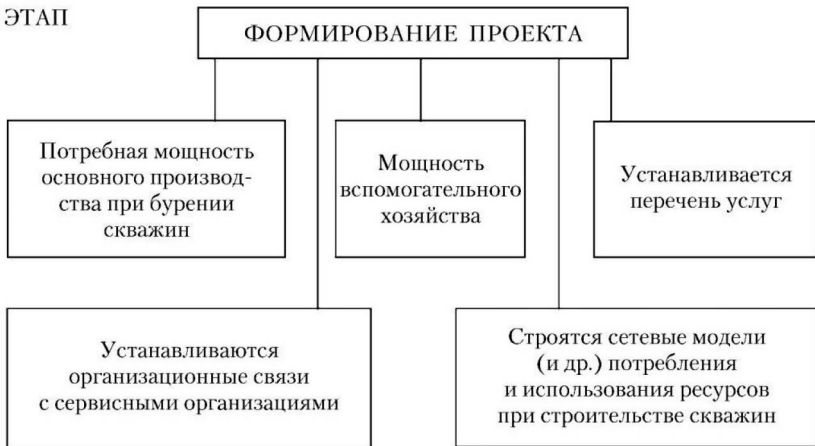 ЭТАП
ФОРМИРОВАНИЕ ПРОЕКТА
Потребная мощность
основного производ-
ства при бурении
скважин
Мощность
вспомогательного
хозяйства
Устанавливается
перечень услуг
Устанавливаются
организационные связи
с сервисными организациями
Строятся сетевые модели
(и др.) потребления
и использования ресурсов
при строительстве скважин